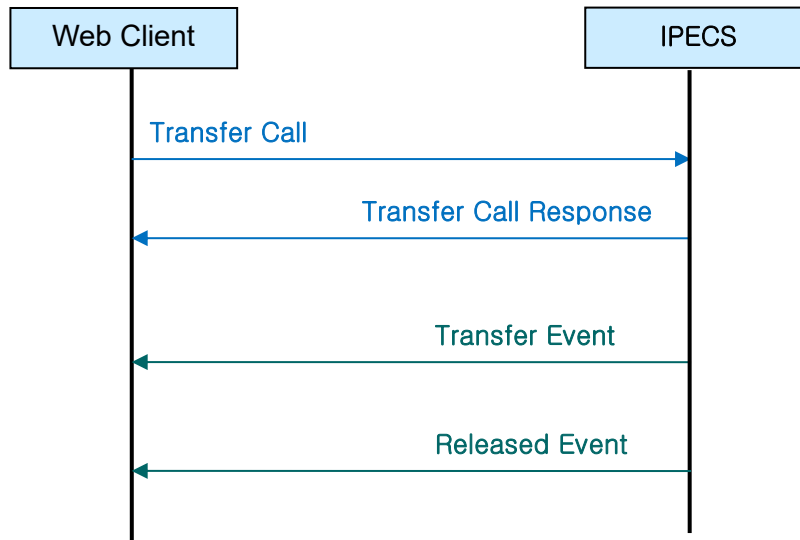 Web Client
IPECS
Transfer Call
Transfer Call Response
Transfer Event
Released Event